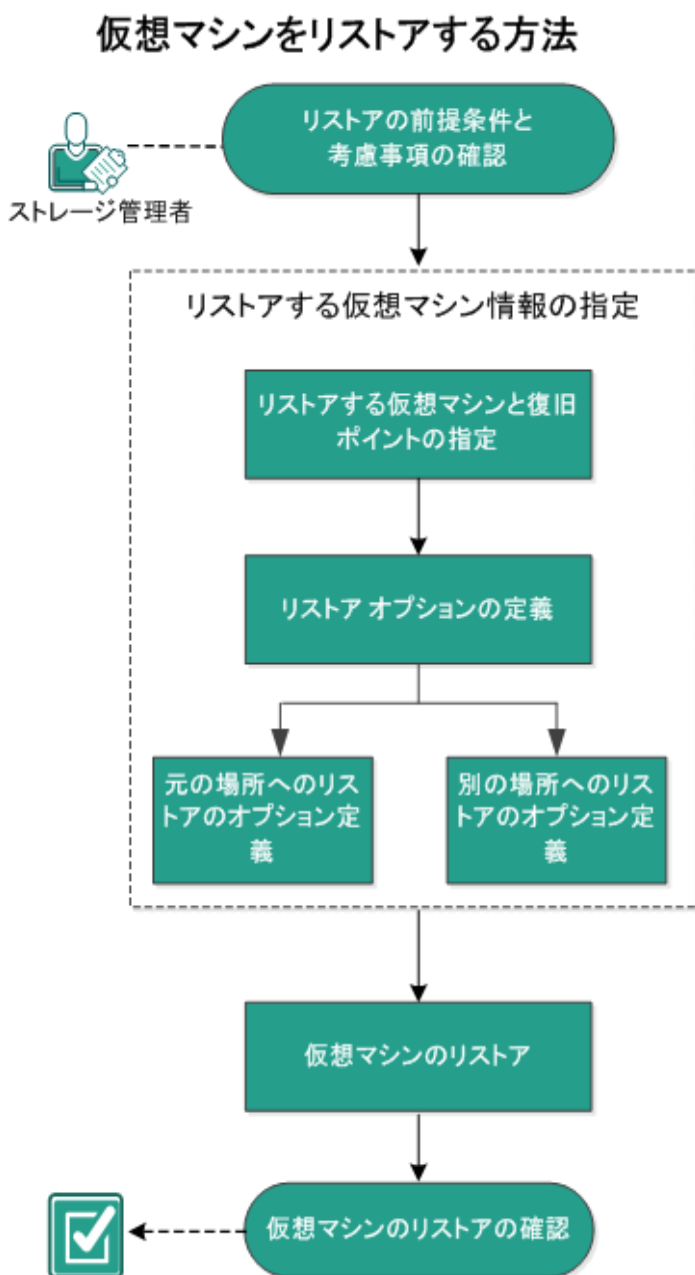 仮想マシンをリストアする方法
リストアの前提条件と
考慮事項の確認
ストレージ管理者
リストアする仮想マシン情報の指定
リストアする仮想マシンと復旧
ポイントの指定
リストア オプションの定義
元の場所へのリス
トアのオプション定
義
別の場所へのリス
トアのオプション定
義
仮想マシンのリストア
仮想マシンのリストアの確認